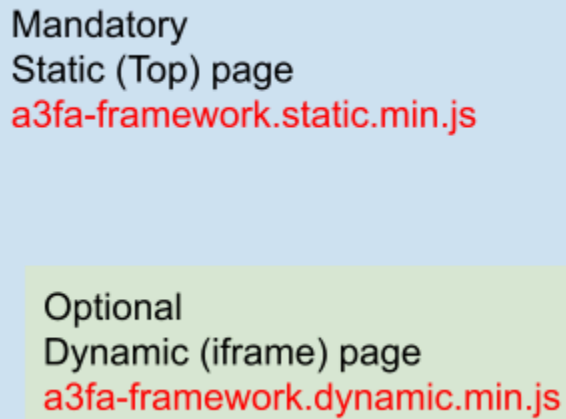 Mandatory
Static (Top) page
a3fa-framework.static.min.js
Optional
Dynamic (iframe) page
a3fa-framework.dynamic.min.js